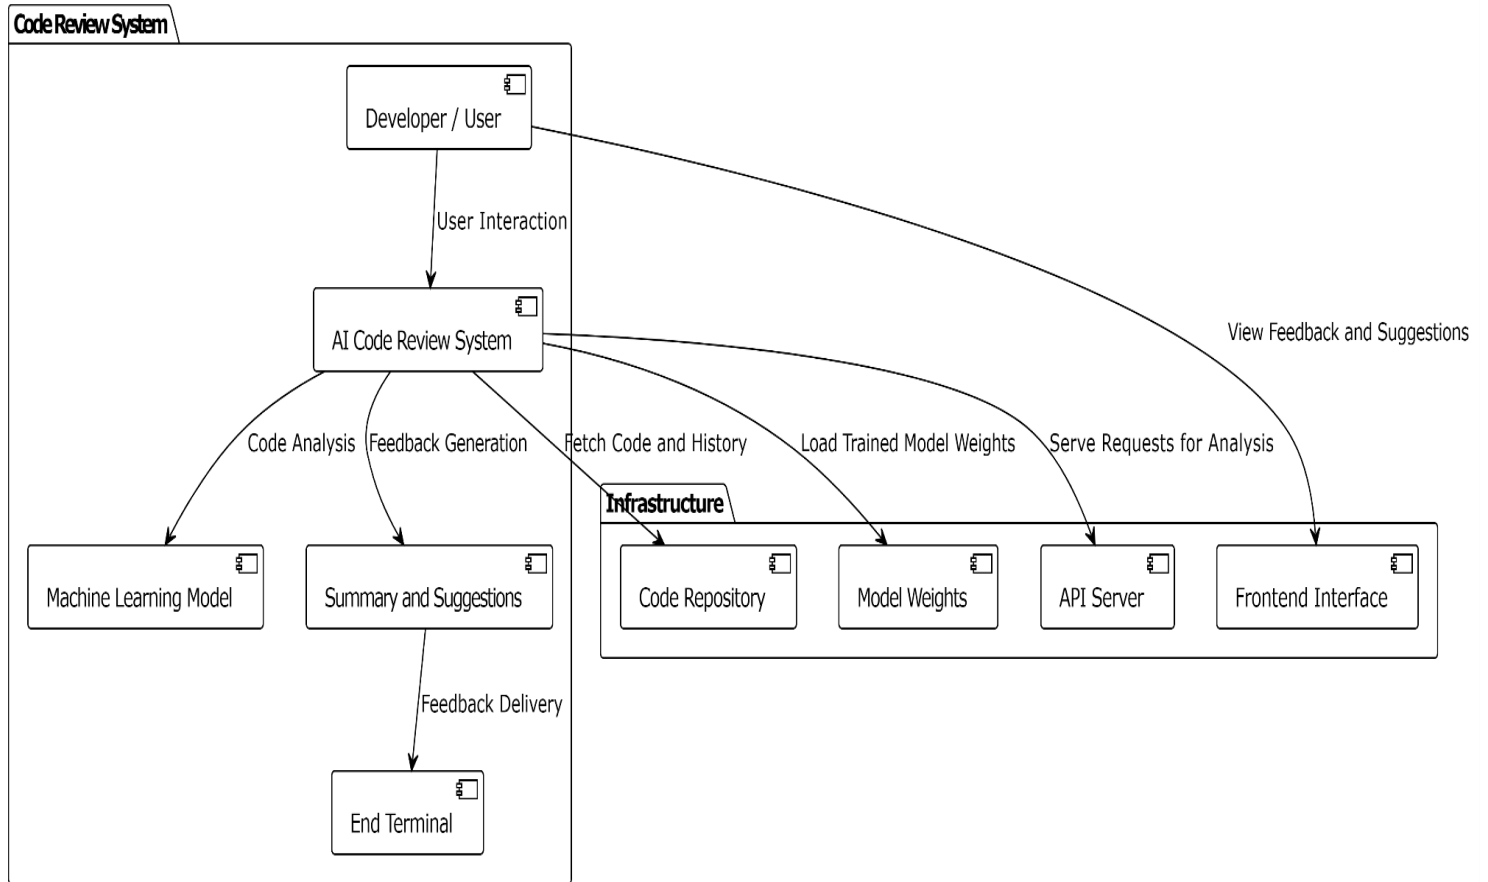 Code Review System
Developer / User
User Interaction
AI Code Review System
View Feedback and Suggestions
Code Analysis
Feedback Generation
Fetch Code and History
Load Trained Model Weights
Serve Requests for Analysis
Infrastructure
Machine Learning Model
Summary and Suggestions
Code Repository
Model Weights
API Server
Frontend Interface
Feedback Delivery
End Terminal